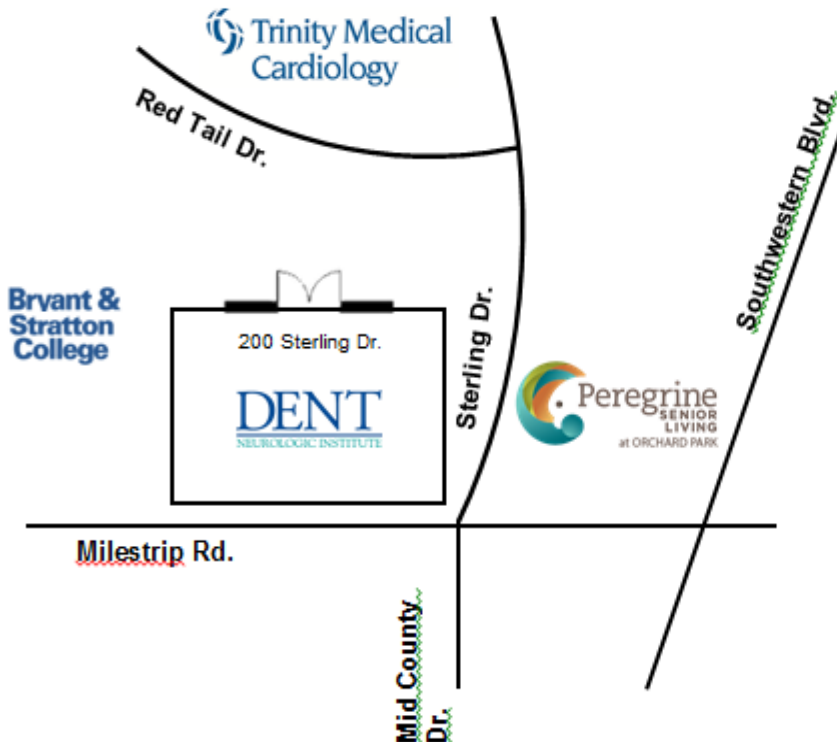 Trinity Medical
Cardiology
Red Tail Dr.
Southwestern Blvd.
Bryant &
Stratton
College
200 Sterling Dr.
DENT
NEUROLOGIC INSTITUTE
Sterling Dr.
Peregrine
SENIOR
LIVING
at ORCHARD PARK
Milestrip Rd.
Mid County
Dr.